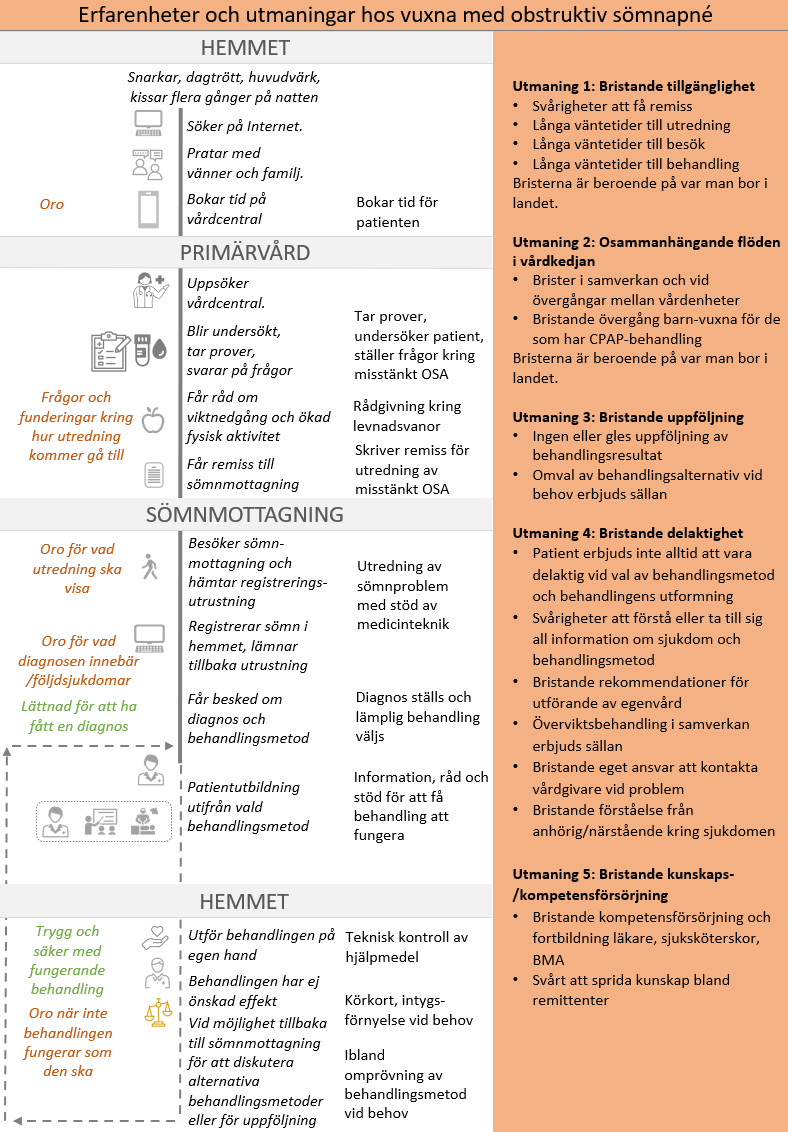 Erfarenheter och utmaningar hos vuxna med obstruktiv sömnapné
HEMMET
Snarkar, dagtrött, huvudvärk,
kissar flera gånger på natten
Söker på Internet.
Pratar med
vänner och familj.
Oro
Bokar tid på
vårdcentral
Bokar tid för
patienten
PRIMÄRVÅRD
Uppsöker
vårdcentral.
Blir undersökt,
tar prover,
svarar på frågor
Tar prover,
undersöker patient,
ställer frågor kring
misstänkt OSA
Frågor och
funderingar kring
hur utredning
kommer gå till
Får råd om
viktnedgång och ökad
fysisk aktivitet
Rådgivning kring
levnadsvanor
Får remiss till
sömnmottagning
Skriver remiss för
utredning av
misstänkt OSA
SÖMNMOTTAGNING
Oro för vad
utredning ska
visa
Besöker sömn-
mottagning och
hämtar registrerings-
utrustning
Utredning av
sömnproblem
med stöd av
medicinteknik
Oro för vad
diagnosen innebär
/följdsjukdomar
Registrerar sömn i
hemmet, lämnar
tillbaka utrustning
Lättnad för att ha
fått en diagnos
Får besked om
diagnos och
behandlingsmetod
Diagnos ställs och
lämplig behandling
väljs
Patientutbildning
utifrån vald
behandlingsmetod
Information, råd och
stöd för att få
behandling att
fungera
HEMMET
Trygg och
säker med
fungerande
behandling
Oro när inte
behandlingen
fungerar som
den ska
Utför behandlingen på
egen hand
Behandlingen har ej
önskad effekt
Vid möjlighet tillbaka
till sömnmottagning
för att diskutera
alternativa
behandlingsmetoder
eller för uppföljning
Teknisk kontroll av
hjälpmedel
Körkort, intygs-
förnyelse vid behov
Ibland
omprövning av
behandlingsmetod
vid behov
Utmaning 1: Bristande tillgänglighet
• Svårigheter att få remiss
• Långa väntetider till utredning
• Långa väntetider till besök
• Långa väntetider till behandling
Bristerna är beroende på var man bor i
landet.
Utmaning 2: Osammanhängande flöden
i vårdkedjan
• Brister i samverkan och vid
övergångar mellan vårdenheter
• Bristande övergång barn-vuxna för de
som har CPAP-behandling
Bristerna är beroende på var man bor i
landet.
Utmaning 3: Bristande uppföljning
• Ingen eller gles uppföljning av
behandlingsresultat
• Omval av behandlingsalternativ vid
behov erbjuds sällan
Utmaning 4: Bristande delaktighet
• Patient erbjuds inte alltid att vara
delaktig vid val av behandlingsmetod
och behandlingens utformning
• Svårigheter att förstå eller ta till sig
all information om sjukdom och
behandlingsmetod
• Bristande rekommendationer för
utförande av egenvård
• Överviktsbehandling i samverkan
erbjuds sällan
• Bristande eget ansvar att kontakta
vårdgivare vid problem
• Bristande förståelse från
anhörig/närstående kring sjukdomen
Utmaning 5: Bristande kunskaps-
/kompetensförsörjning
• Bristande kompetensförsörjning och
fortbildning läkare, sjuksköterskor,
BMA
• Svårt att sprida kunskap bland
remittenter